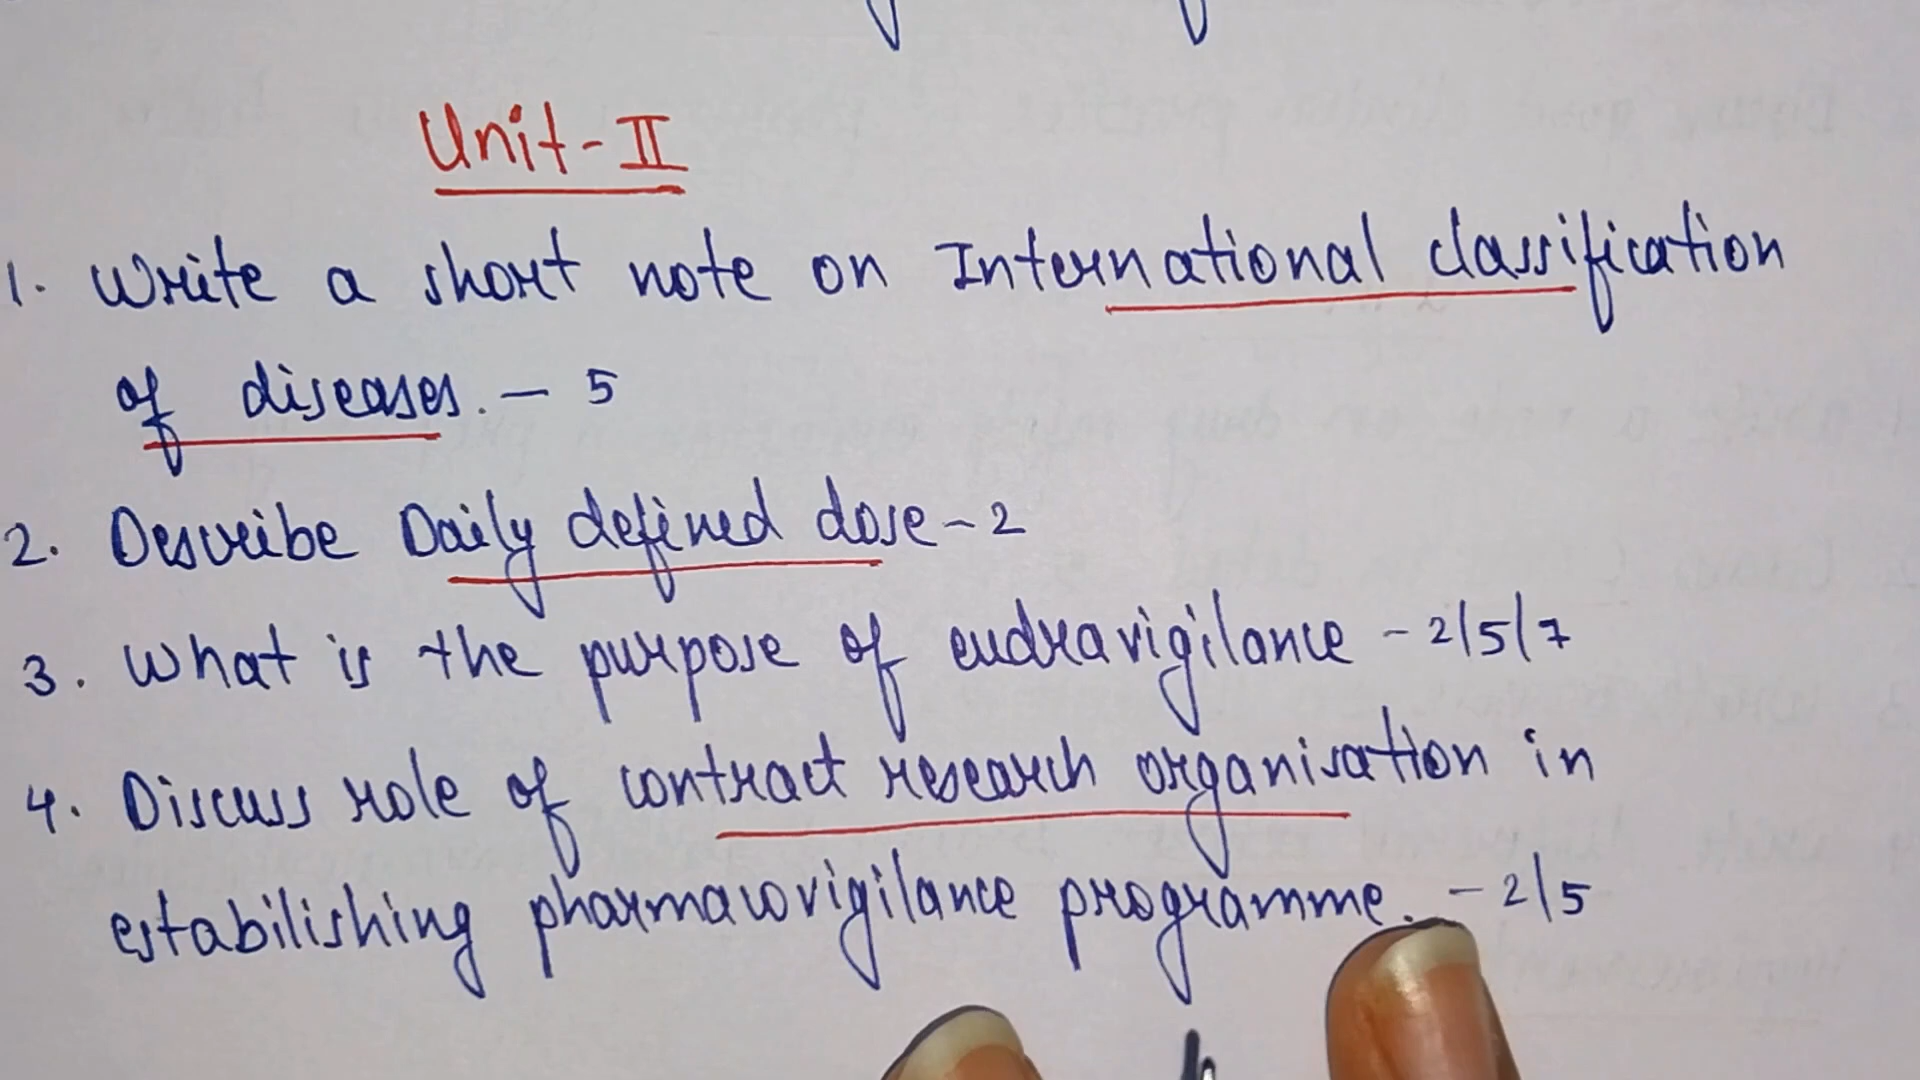 Unit-II
1. Write a short note on International classification
of diseases. - 5
2. Describe Daily defined dose - 2
3. What is the purpose of eudravigilance - 2/5/7
4. Discuss role of contract research organisation in
estabilishing pharmacovigilance programme. - 2/5